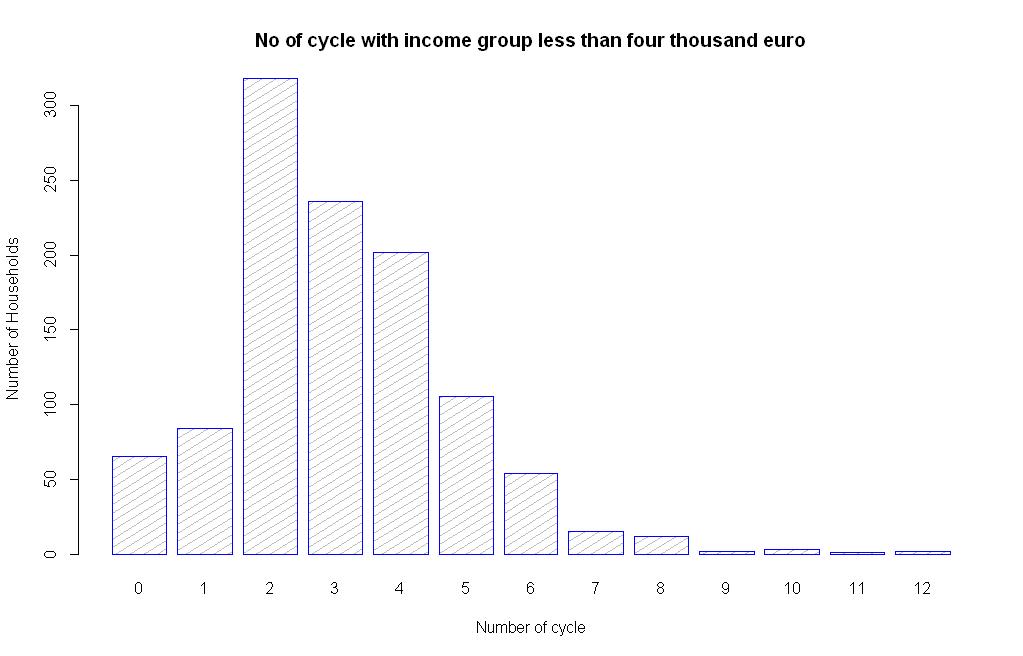 No of cycle with income group less than four thousand euro
Number of Households
300
250
200
150
100
50
0
0 1 2 3 4 5 6 7 8 9 10 11 12
Number of cycle